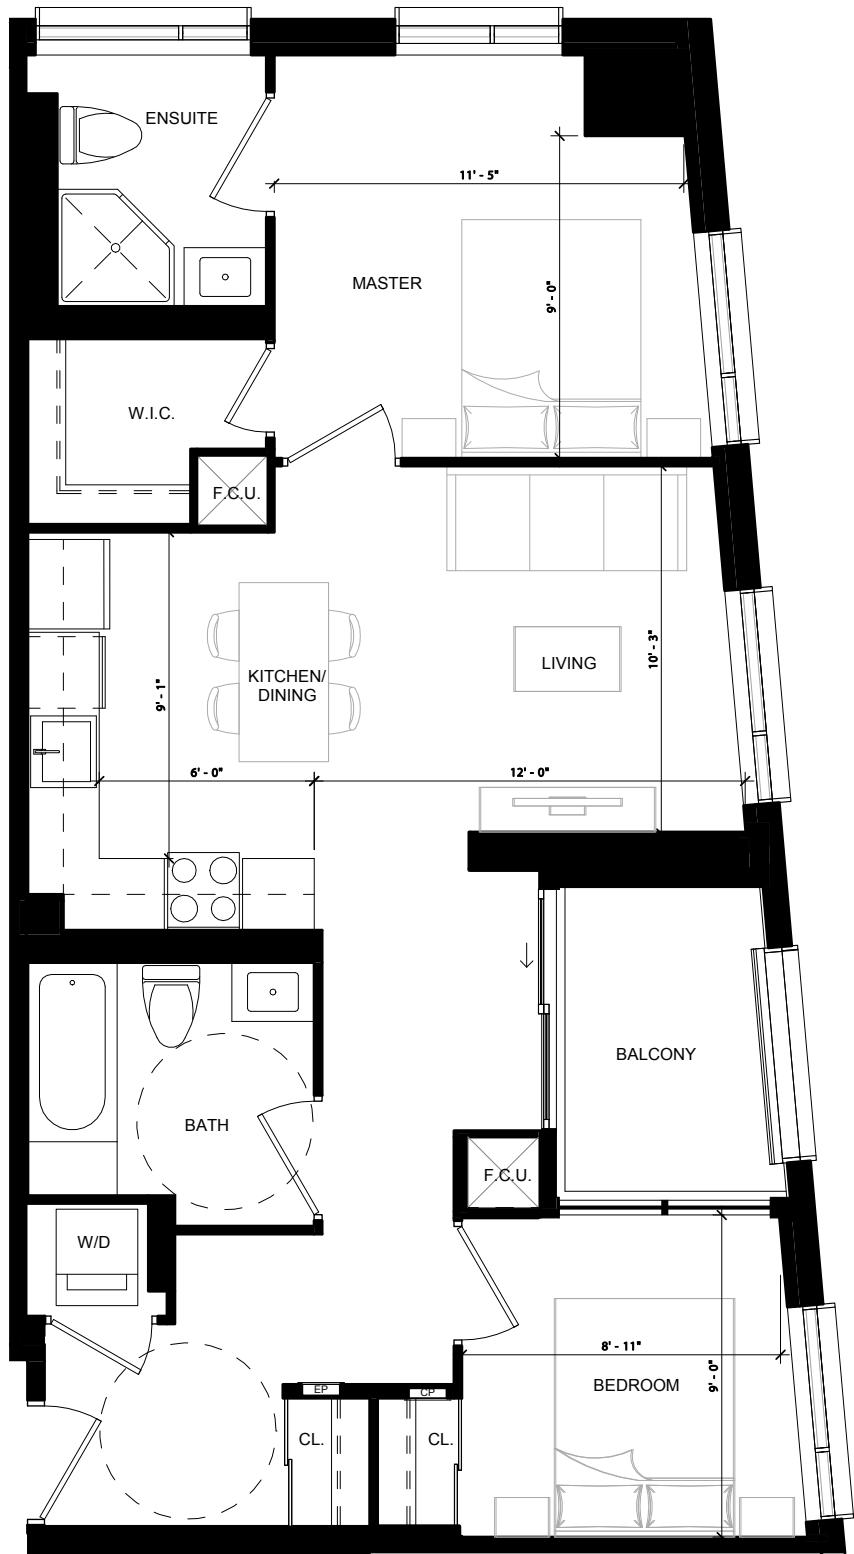 ENSUITE
11' - 5"
MASTER
9' - 0"
W.I.C.
F.C.U.
10' - 3"
LIVING
KITCHEN/
DINING
9' - 1"
6' - 0"
12' - 0"
BALCONY
BATH
F.C.U.
W/D
8' - 11"
BEDROOM
9' - 0"
EP
CP
CL.
CL.